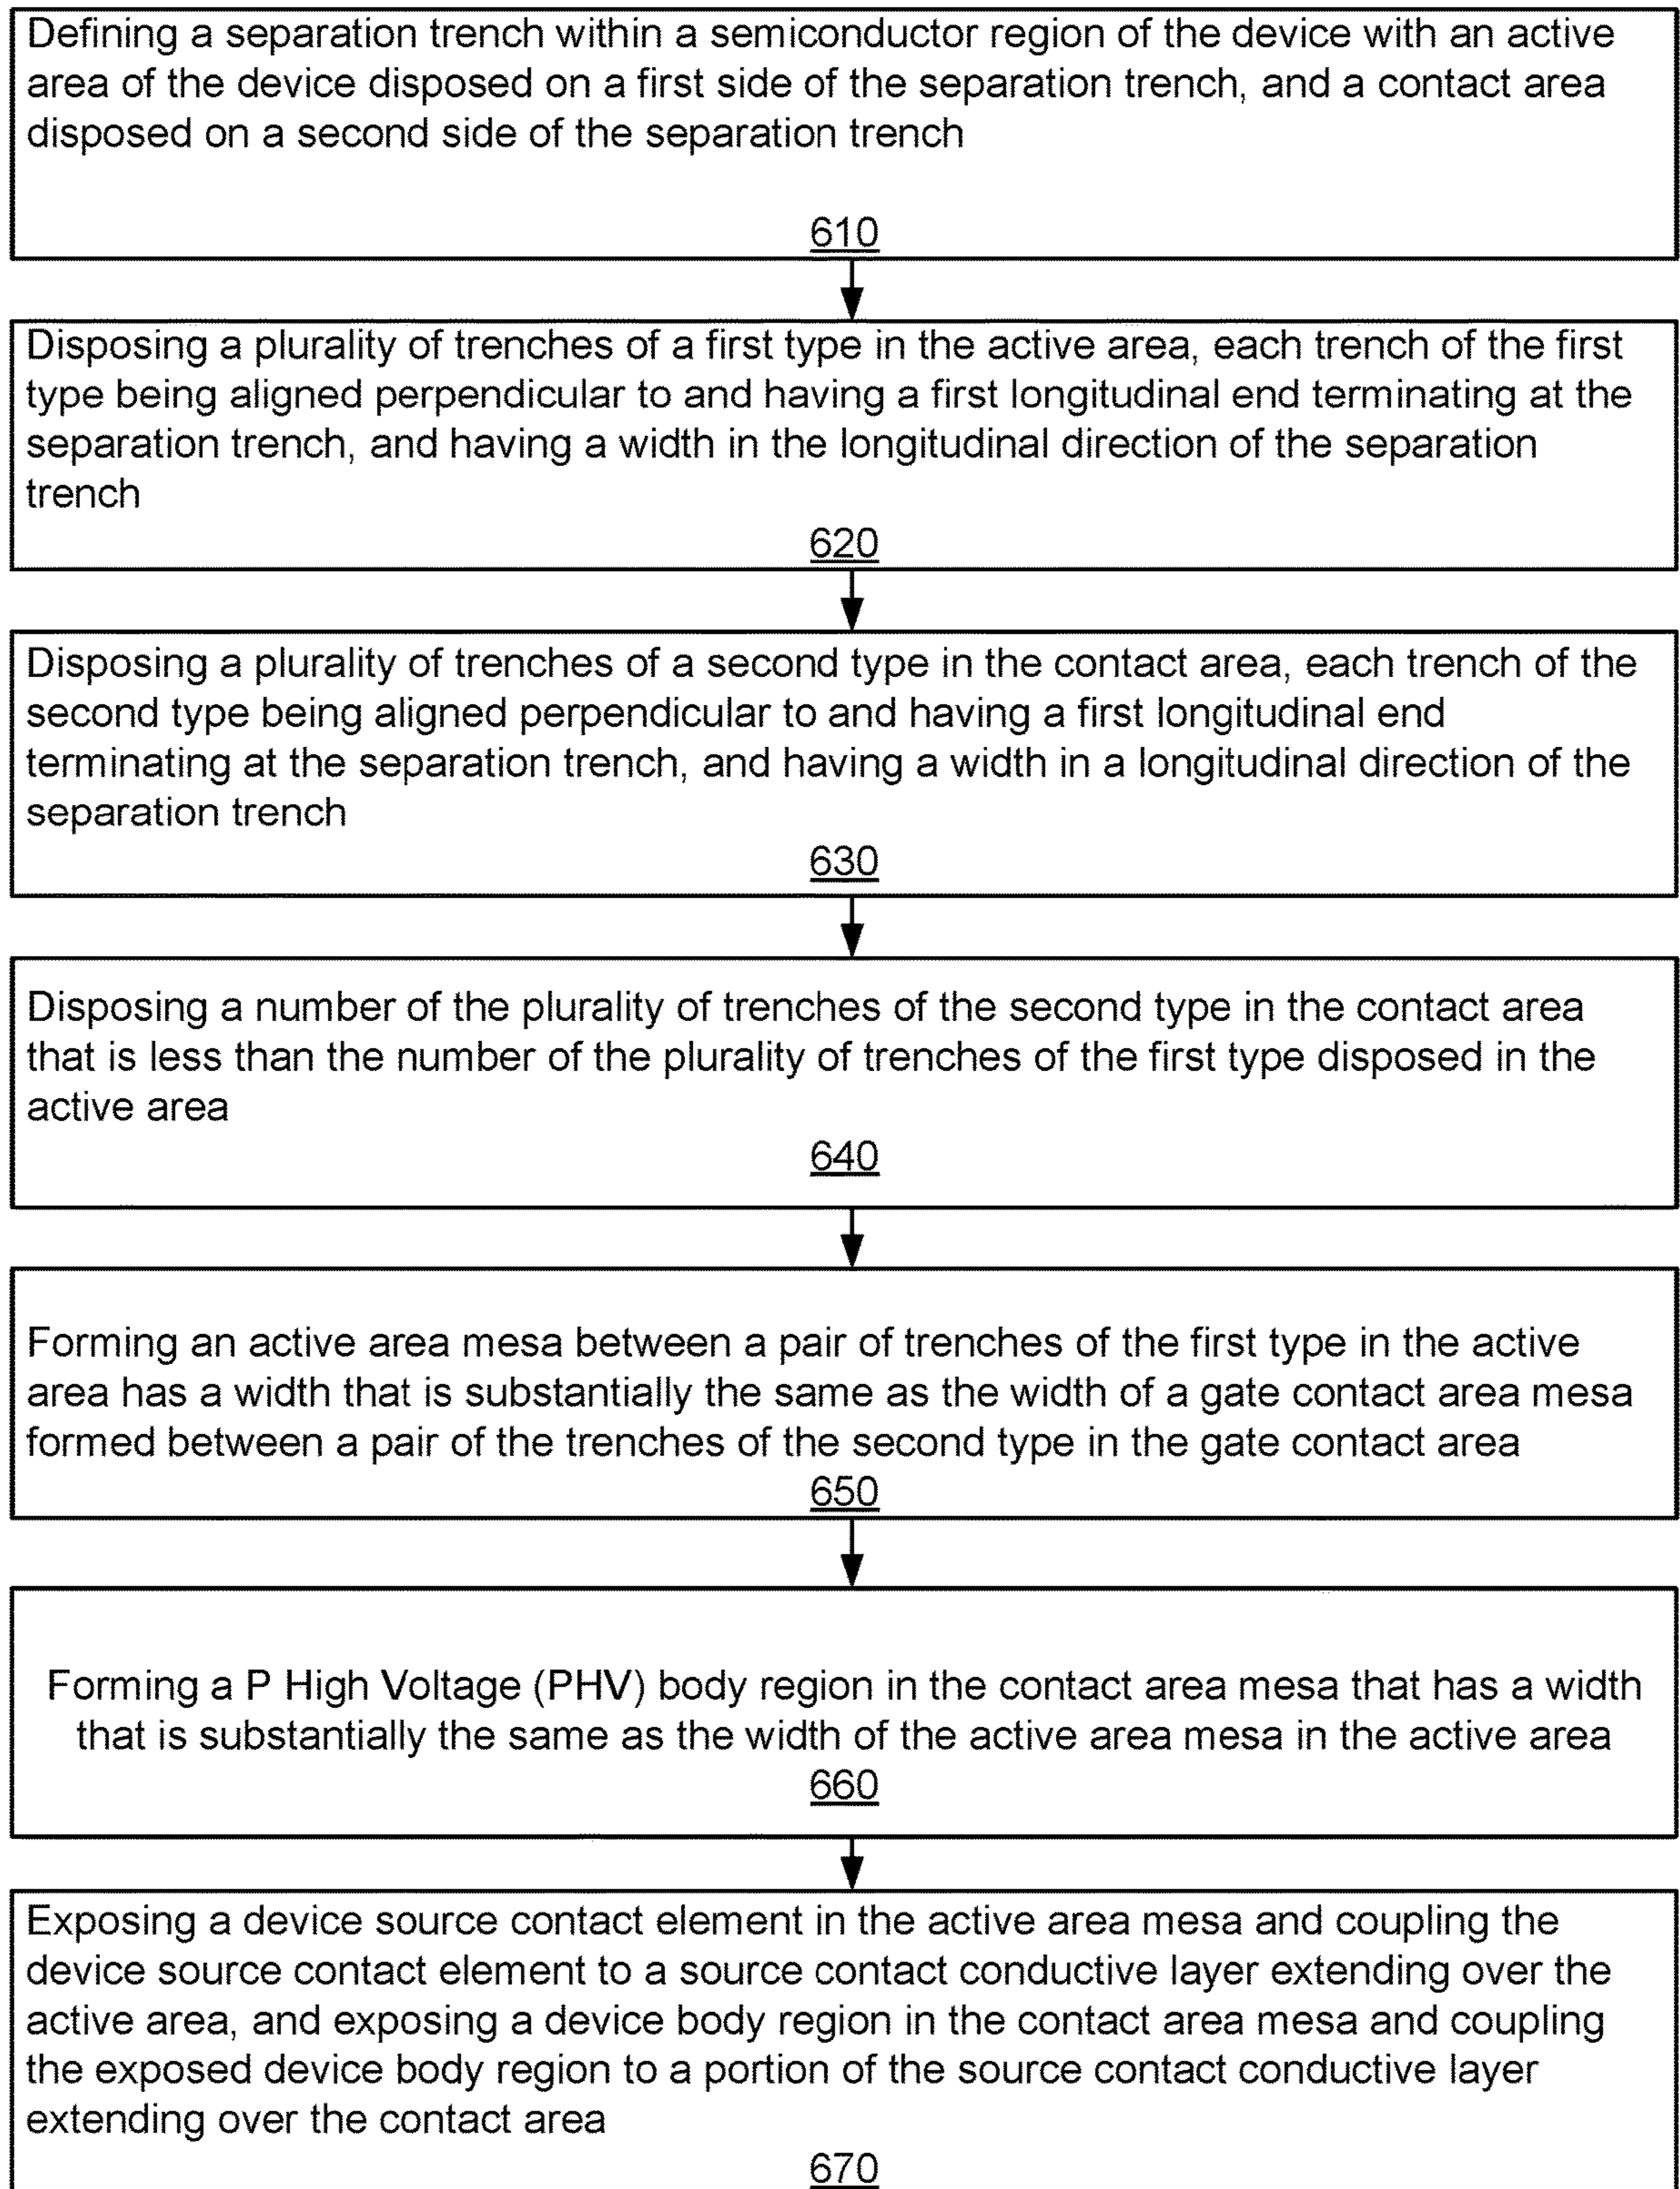 Defining a separation trench within a semiconductor region of the device with an active
area of the device disposed on a first side of the separation trench, and a contact area
disposed on a second side of the separation trench
610
Disposing a plurality of trenches of a first type in the active area, each trench of the first
type being aligned perpendicular to and having a first longitudinal end terminating at the
separation trench, and having a width in the longitudinal direction of the separation
trench
620
Disposing a plurality of trenches of a second type in the contact area, each trench of the
second type being aligned perpendicular to and having a first longitudinal end
terminating at the separation trench, and having a width in a longitudinal direction of the
separation trench
630
Disposing a number of the plurality of trenches of the second type in the contact area
that is less than the number of the plurality of trenches of the first type disposed in the
active area
640
Forming an active area mesa between a pair of trenches of the first type in the active
area has a width that is substantially the same as the width of a gate contact area mesa
formed between a pair of the trenches of the second type in the gate contact area
650
Forming a P High Voltage (PHV) body region in the contact area mesa that has a width
that is substantially the same as the width of the active area mesa in the active area
660
Exposing a device source contact element in the active area mesa and coupling the
device source contact element to a source contact conductive layer extending over the
active area, and exposing a device body region in the contact area mesa and coupling
the exposed device body region to a portion of the source contact conductive layer
extending over the contact area
670